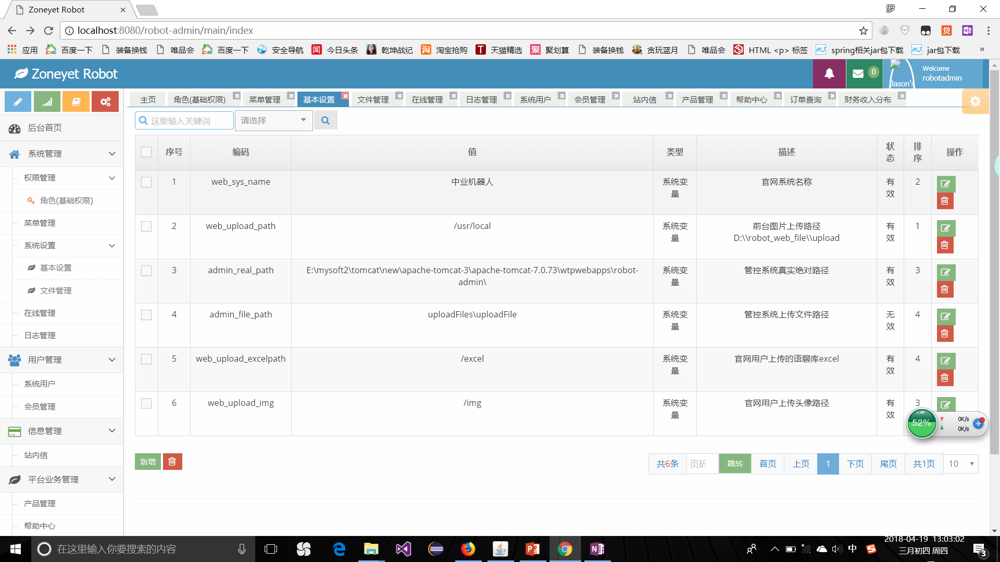 Zoneyet Robot
localhost:8080/robot-admin/main/index
应用 百度一下 装备换钱 唯品会 百度一下 安全导航 今日头条 乾坤战纪 淘宝抢购 天猫精选 聚划算 装备换钱 贪玩蓝月 唯品会 HTML <p> 标签 spring相关jar包下载 jar包下载 »
Zoneyet Robot
0
Jason's
Welcome
robotadmin
主页 角色(基础权限) 菜单管理 基本设置 文件管理 在线管理 日志管理 系统用户 会员管理 站内信 产品管理 帮助中心 订单查询 财务收入分布
后台首页
系统管理
权限管理
角色(基础权限)
菜单管理
系统设置
基本设置
文件管理
在线管理
日志管理
用户管理
系统用户
会员管理
信息管理
站内信
平台业务管理
产品管理
帮助中心
这里输入关键词 请选择
序号 编码 值 类型 描述 状态 排序 操作
1 web_sys_name 中业机器人 系统变量 官网系统名称 有效 2
2 web_upload_path /usr/local 系统变量 前台图片上传路径 D:\\robot_web_file\\upload 有效 1
3 admin_real_path E:\mysoft2\tomcat\new\apache-tomcat-3\apache-tomcat-7.0.73\wtpwebapps\robot-admin\ 系统变量 管控系统真实绝对路径 有效 3
4 admin_file_path uploadFiles\uploadFile 系统变量 管控系统上传文件路径 无效 4
5 web_upload_excelpath /excel 系统变量 官网用户上传的语聊库excel 有效 4
6 web_upload_img /img 系统变量 官网用户上传头像路径 有效 3
52% 0K/s
0K/s
新增
共6条 页码 跳转 首页 上页 1 下页 尾页 共1页 10
在这里输入你要搜索的内容
中
2018-04-19 13:03:02
三月初四 周四
3